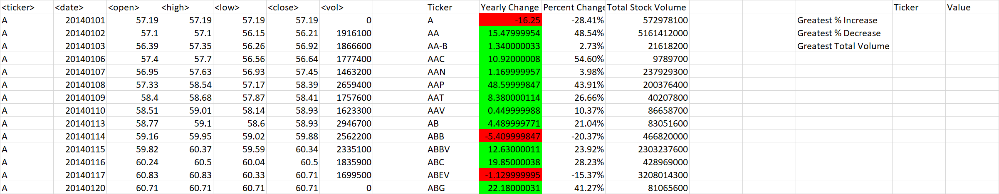 <ticker> <date> <open> <high> <low> <close> <vol> Ticker Yearly Change Percent Change Total Stock Volume Ticker Value
A 20140101 57.19 57.19 57.19 57.19 0 A -16.25 -28.41% 572978100 Greatest % Increase
A 20140102 57.1 57.1 56.15 56.21 1916100 AA 15.47999954 48.54% 5161412000 Greatest % Decrease
A 20140103 56.39 57.35 56.26 56.92 1866600 AA-B 1.340000033 2.73% 21618200 Greatest Total Volume
A 20140106 57.4 57.7 56.56 56.64 1777400 AAC 10.92000008 54.60% 9789700
A 20140107 56.95 57.63 56.93 57.45 1463200 AAN 1.169999957 3.98% 237929300
A 20140108 57.33 58.54 57.17 58.39 2659400 AAP 48.59999847 43.91% 200376400
A 20140109 58.4 58.68 57.87 58.41 1757600 AAT 8.380000114 26.66% 40207800
A 20140110 58.51 59.01 58.14 58.93 1623300 AAV 0.449999988 10.37% 86658700
A 20140113 58.77 59.1 58.6 58.93 2946700 AB 4.489999771 21.04% 83051600
A 20140114 59.16 59.95 59.02 59.88 2562200 ABB -5.409999847 -20.37% 466820000
A 20140115 59.82 60.37 59.59 60.34 2335100 ABBV 12.63000011 23.92% 2303237600
A 20140116 60.24 60.5 60.04 60.5 1835900 ABC 19.85000038 28.23% 428969000
A 20140117 60.83 60.83 60.33 60.71 1699500 ABEV -1.129999995 -15.37% 3208014300
A 20140120 60.71 60.71 60.71 60.71 0 ABG 22.18000031 41.27% 81065600